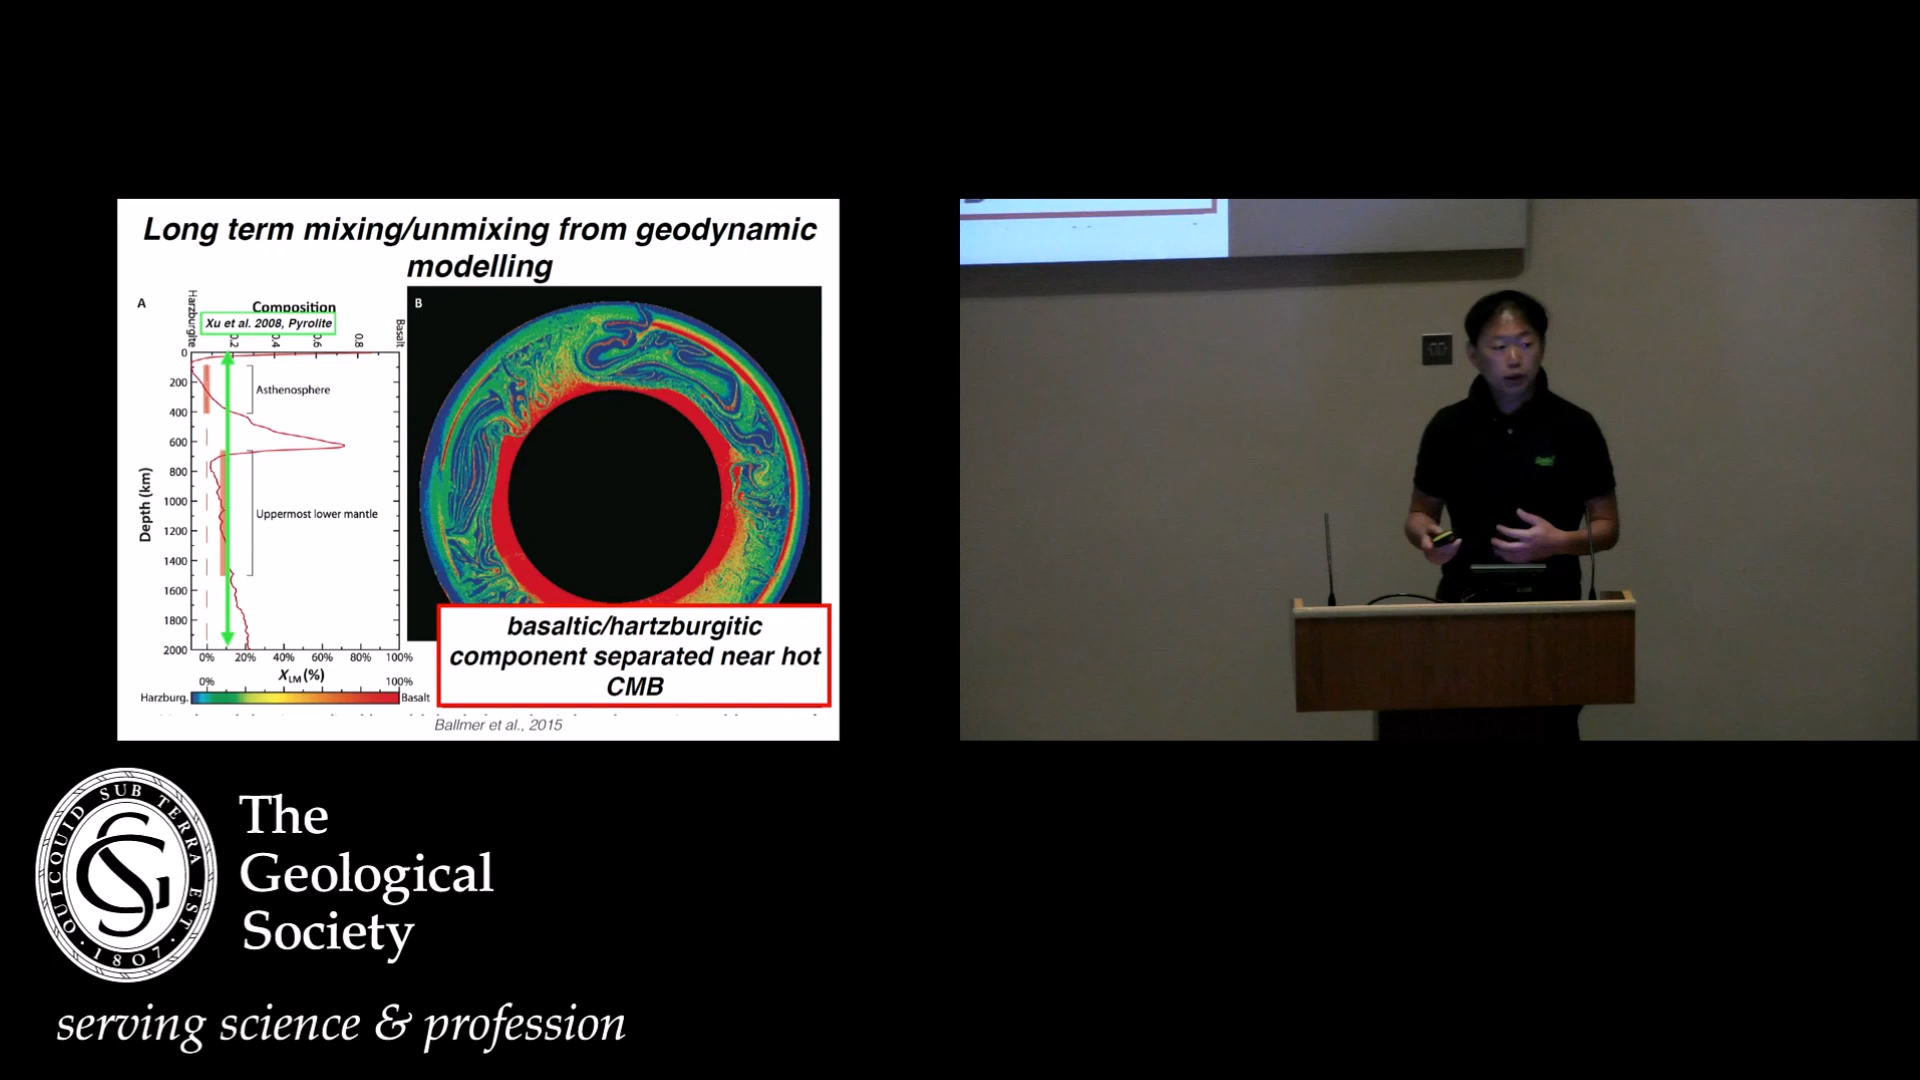 Long term mixing/unmixing from geodynamic
modelling
A
Harzburgite
Composition
Basalt
Xu et al. 2008, Pyrolite
0.2
0.4
0.6
0.8
0
200
400
600
800
1000
1200
1400
1600
1800
2000
Depth (km)
Asthenosphere
Uppermost lower mantle
0%
20%
40%
60%
80%
100%
XLM (%)
0%
100%
Harzburg.
Basalt
B
basaltic/hartzburgitic
component separated near hot
CMB
Ballmer et al., 2015
QUICQUID SUB TERRA EST
1807
The
Geological
Society
serving science & profession